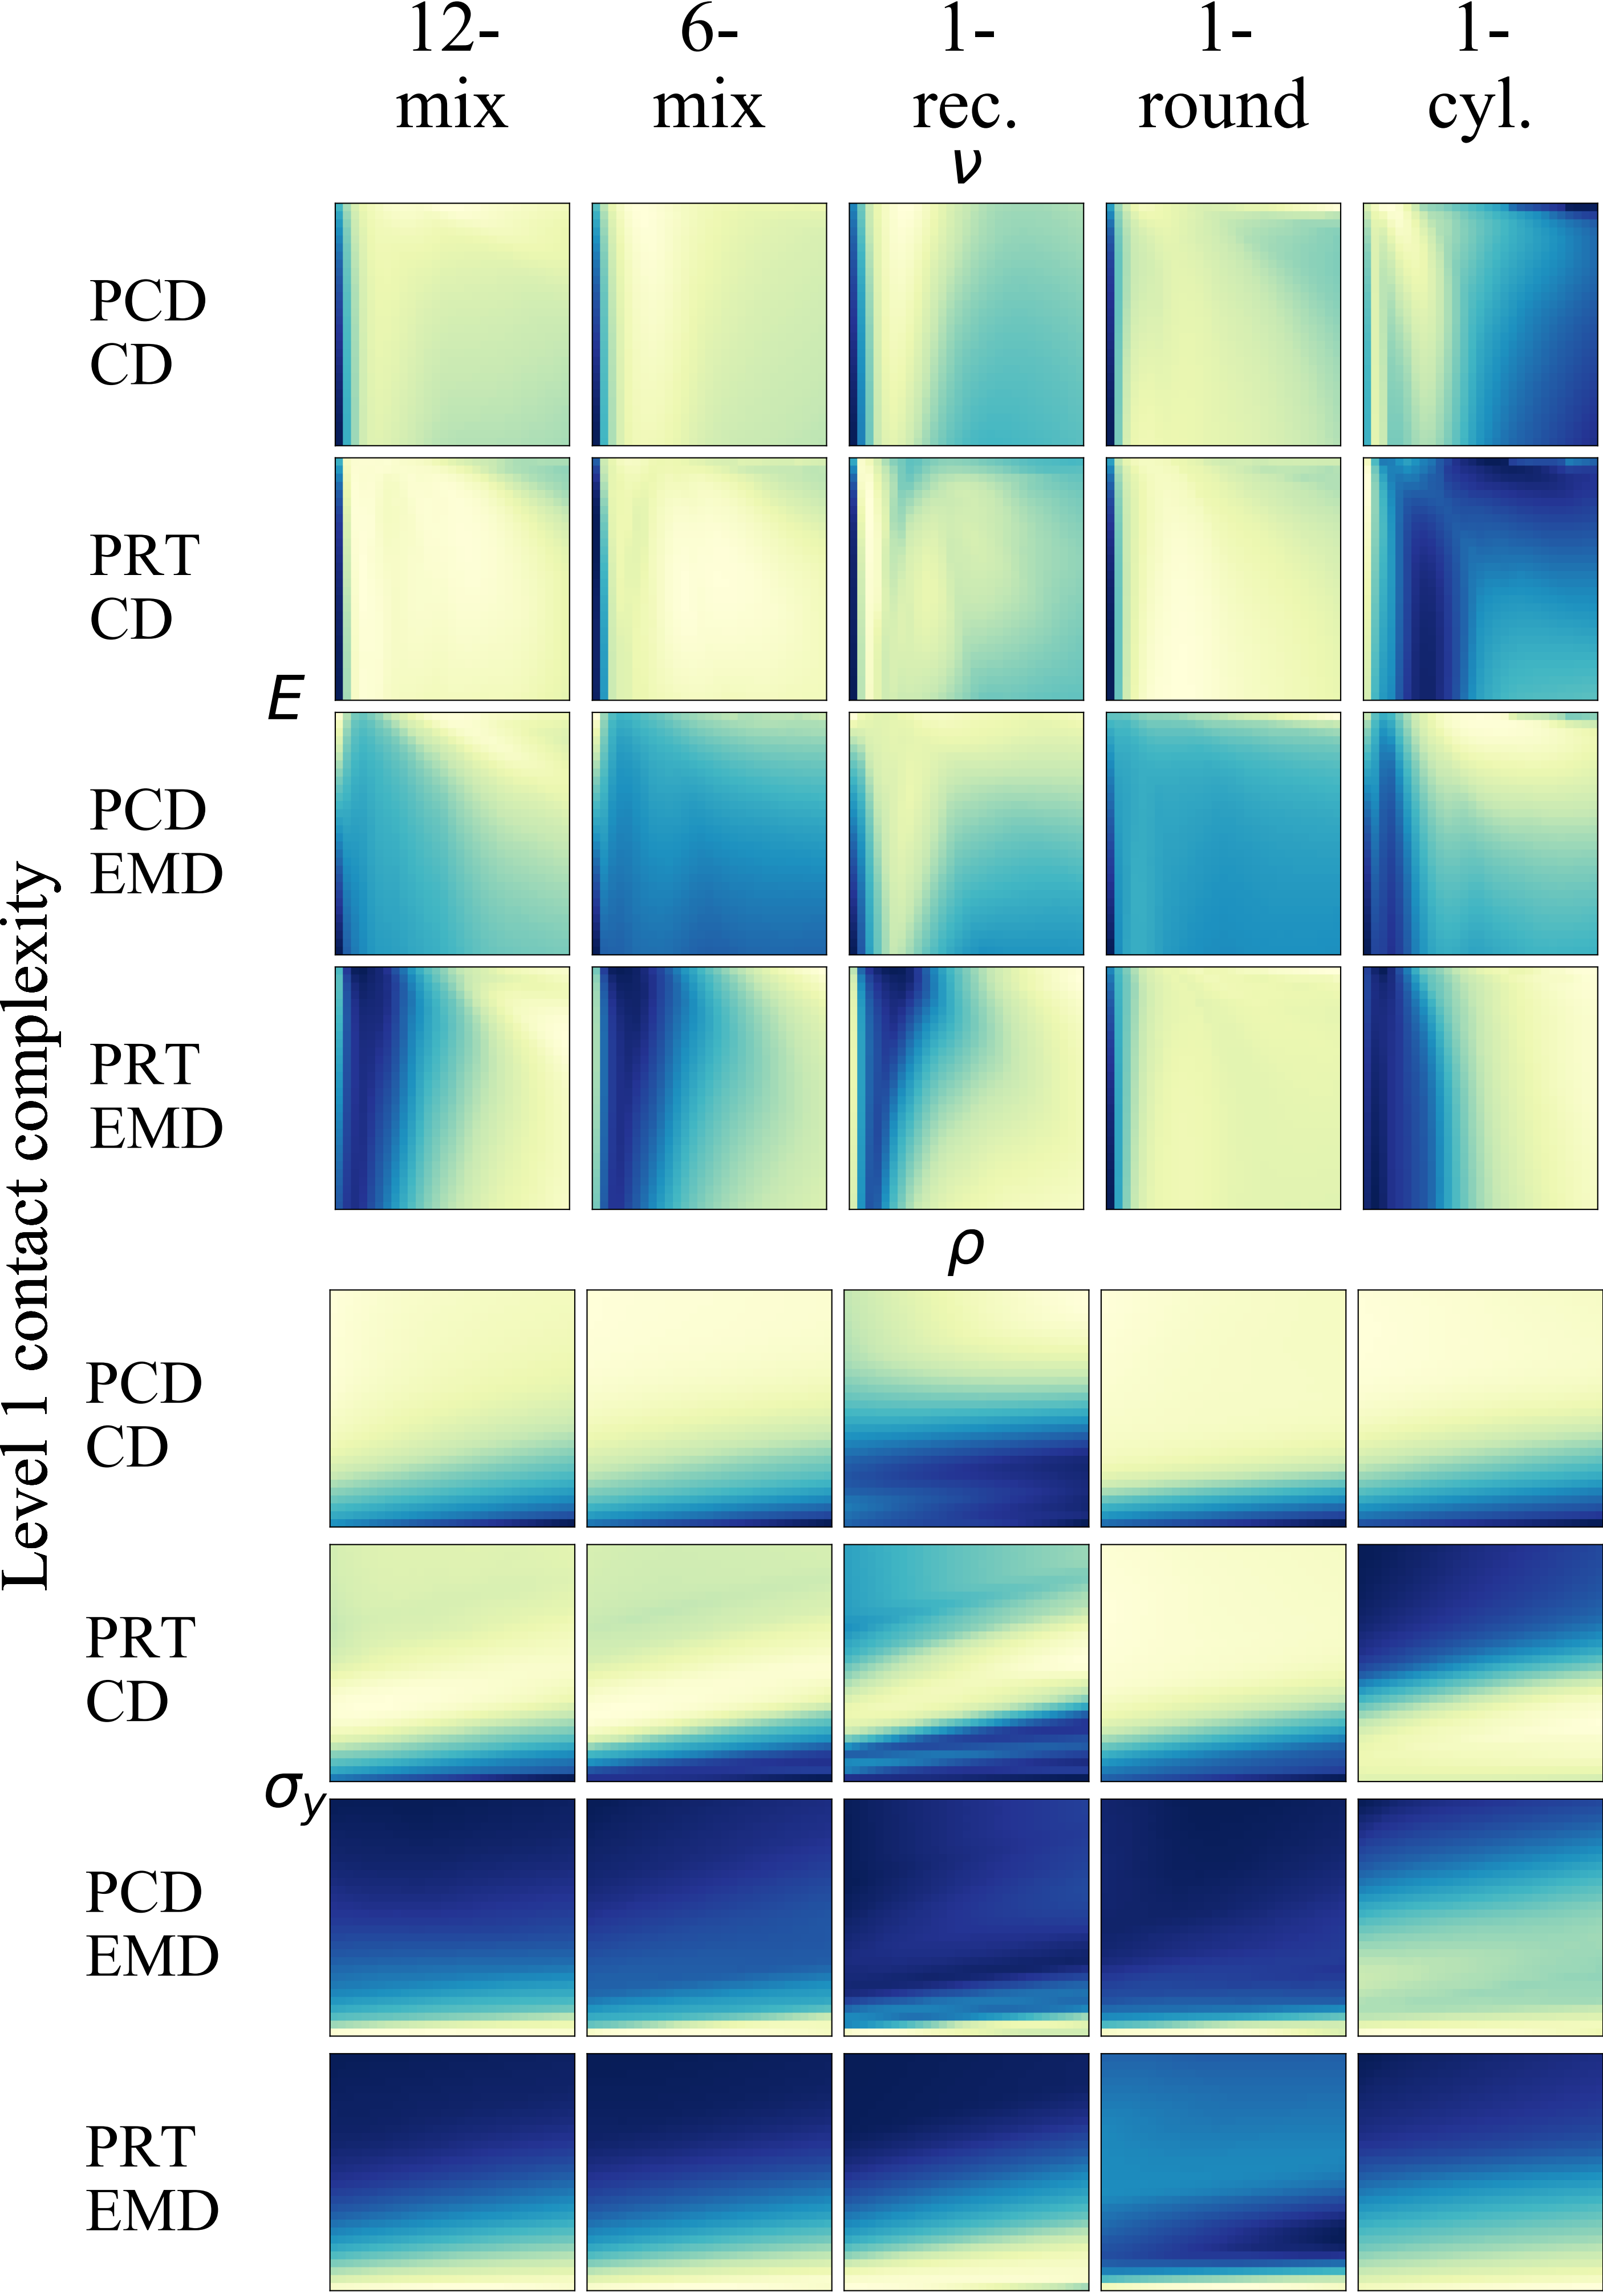 12- 6- 1- 1- 1-
mix mix rec. round cyl.
ν
PCD
CD
PRT
CD
E
PCD
EMD
PRT
EMD
Level 1 contact complexity
ρ
PCD
CD
PRT
CD
σy
PCD
EMD
PRT
EMD